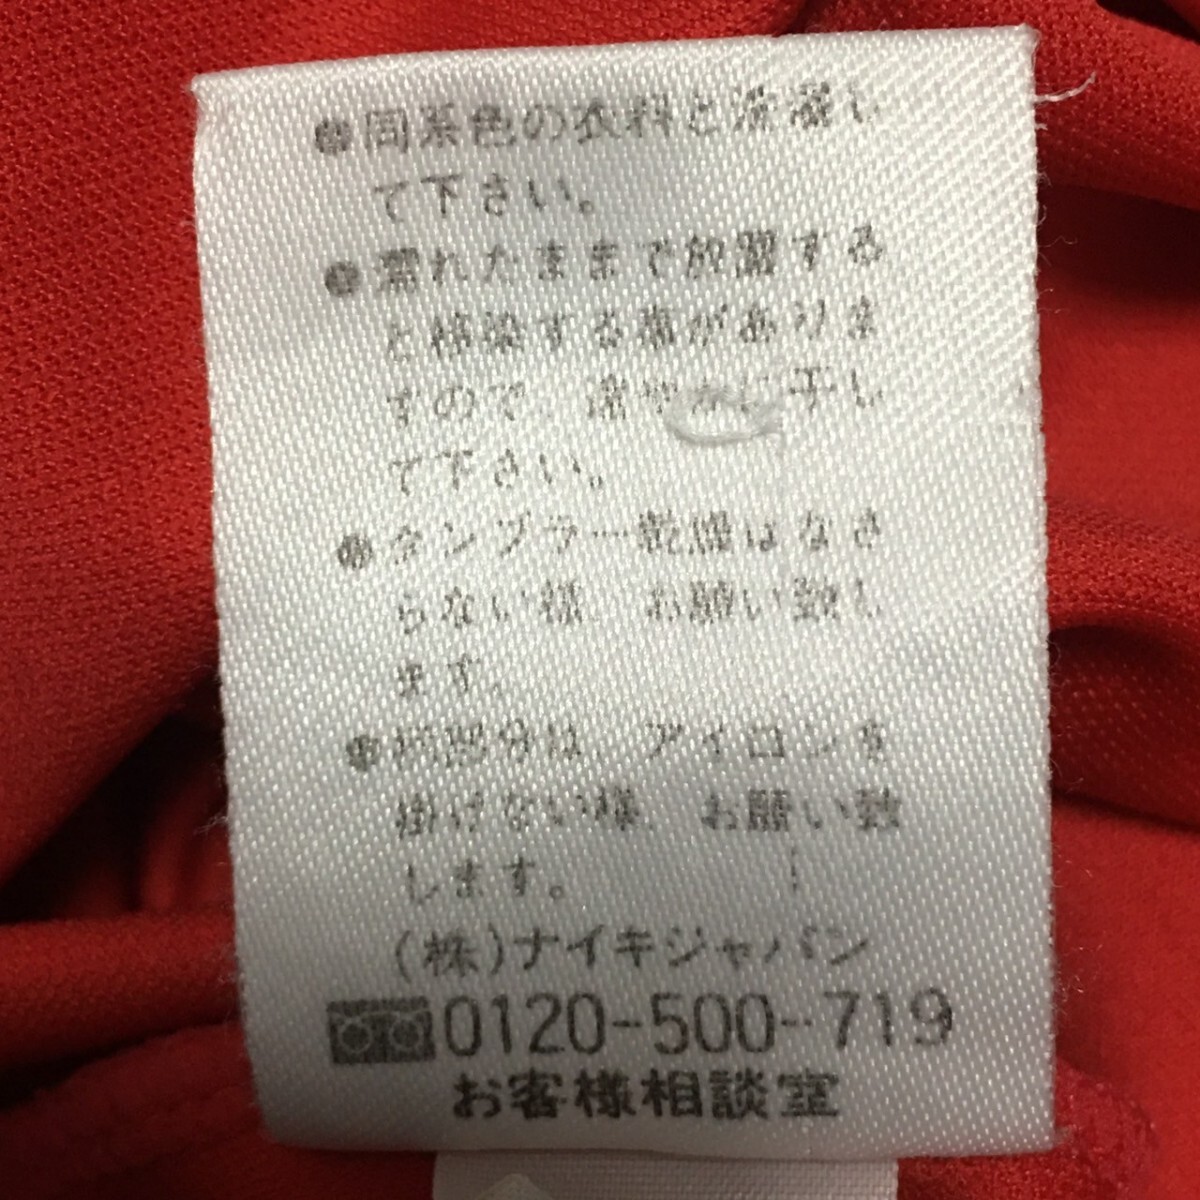 ●同系色の衣料と洗濯し
て下さい。
●濡れたままで放置する
と移染する事がありま
すので、速やかに干し
て下さい。
●タンブラー乾燥はなさ
らない様、お願い致し
ます。
●柄部分は、アイロンを
掛けない様、お願い致
します。
(株)ナイキジャパン
0120-500-719
お客様相談室